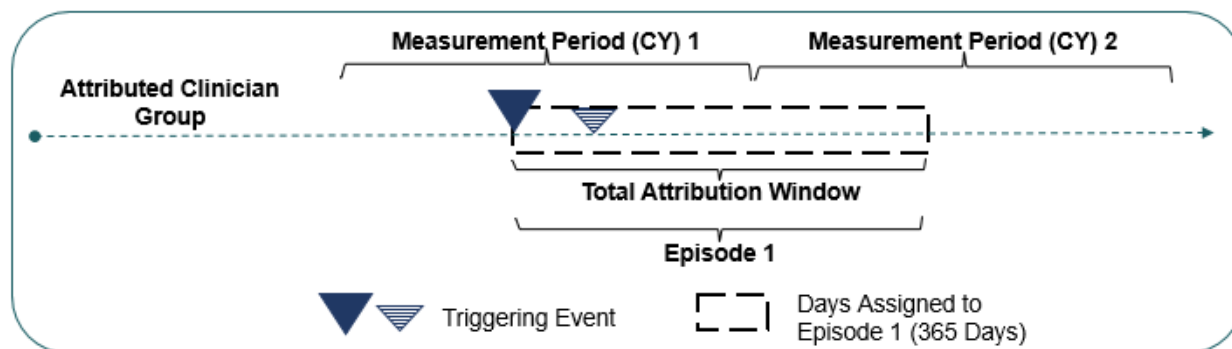 Measurement Period (CY) 1
Measurement Period (CY) 2
Attributed Clinician
Group
Total Attribution Window
Episode 1
Triggering Event
Days Assigned to
Episode 1 (365 Days)